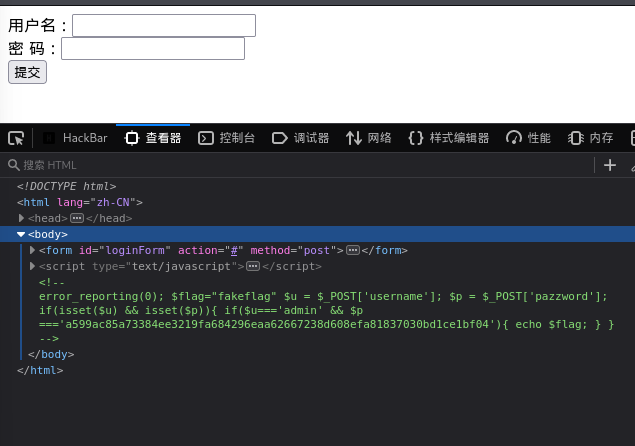 用户名：
密 码：
提交
HackBar 查看器 控制台 调试器 网络 样式编辑器 性能 内存
搜索 HTML
<!DOCTYPE html>
<html lang="zh-CN">
<head></head>
<body>
<form id="loginForm" action="#" method="post"></form>
<script type="text/javascript"></script>
<!--
error_reporting(0); $flag="fakeflag" $u = $_POST['username']; $p = $_POST['pazzword'];
if(isset($u) && isset($p)){ if($u==='admin' && $p
==='a599ac85a73384ee3219fa684296eaa62667238d608efa81837030bd1ce1bf04'){ echo $flag; } }
-->
</body>
</html>